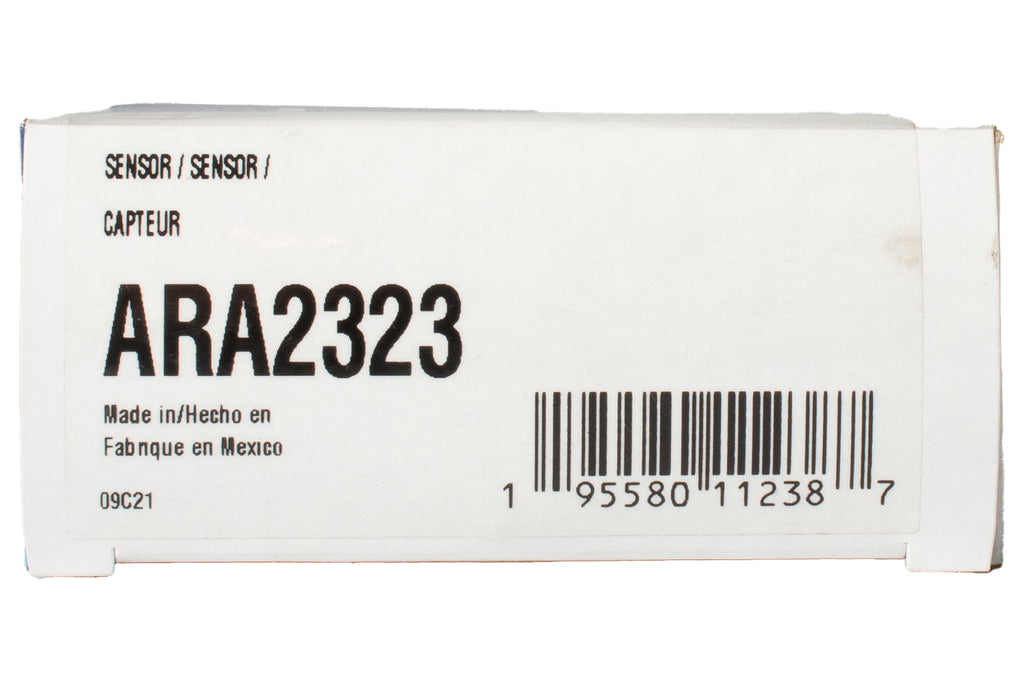 SENSOR / SENSOR /
CAPTEUR
ARA2323
Made in/Hecho en
Fabrique en Mexico
09C21
1 95580 11238 7